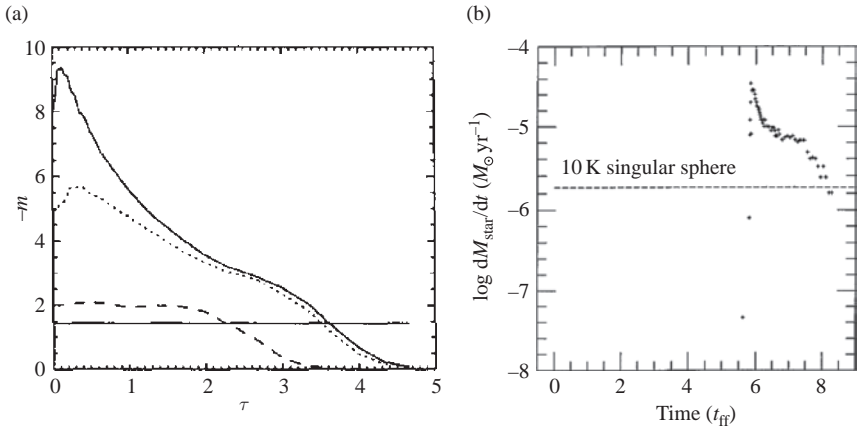 (a)
10
8
6
4
2
0
–m
0 1 2 3 4 5
τ
(b)
–4
–5
–6
–7
–8
log dM_star/dt (M_⊙ yr⁻¹)
10 K singular sphere
0 2 4 6 8
Time (t_ff)